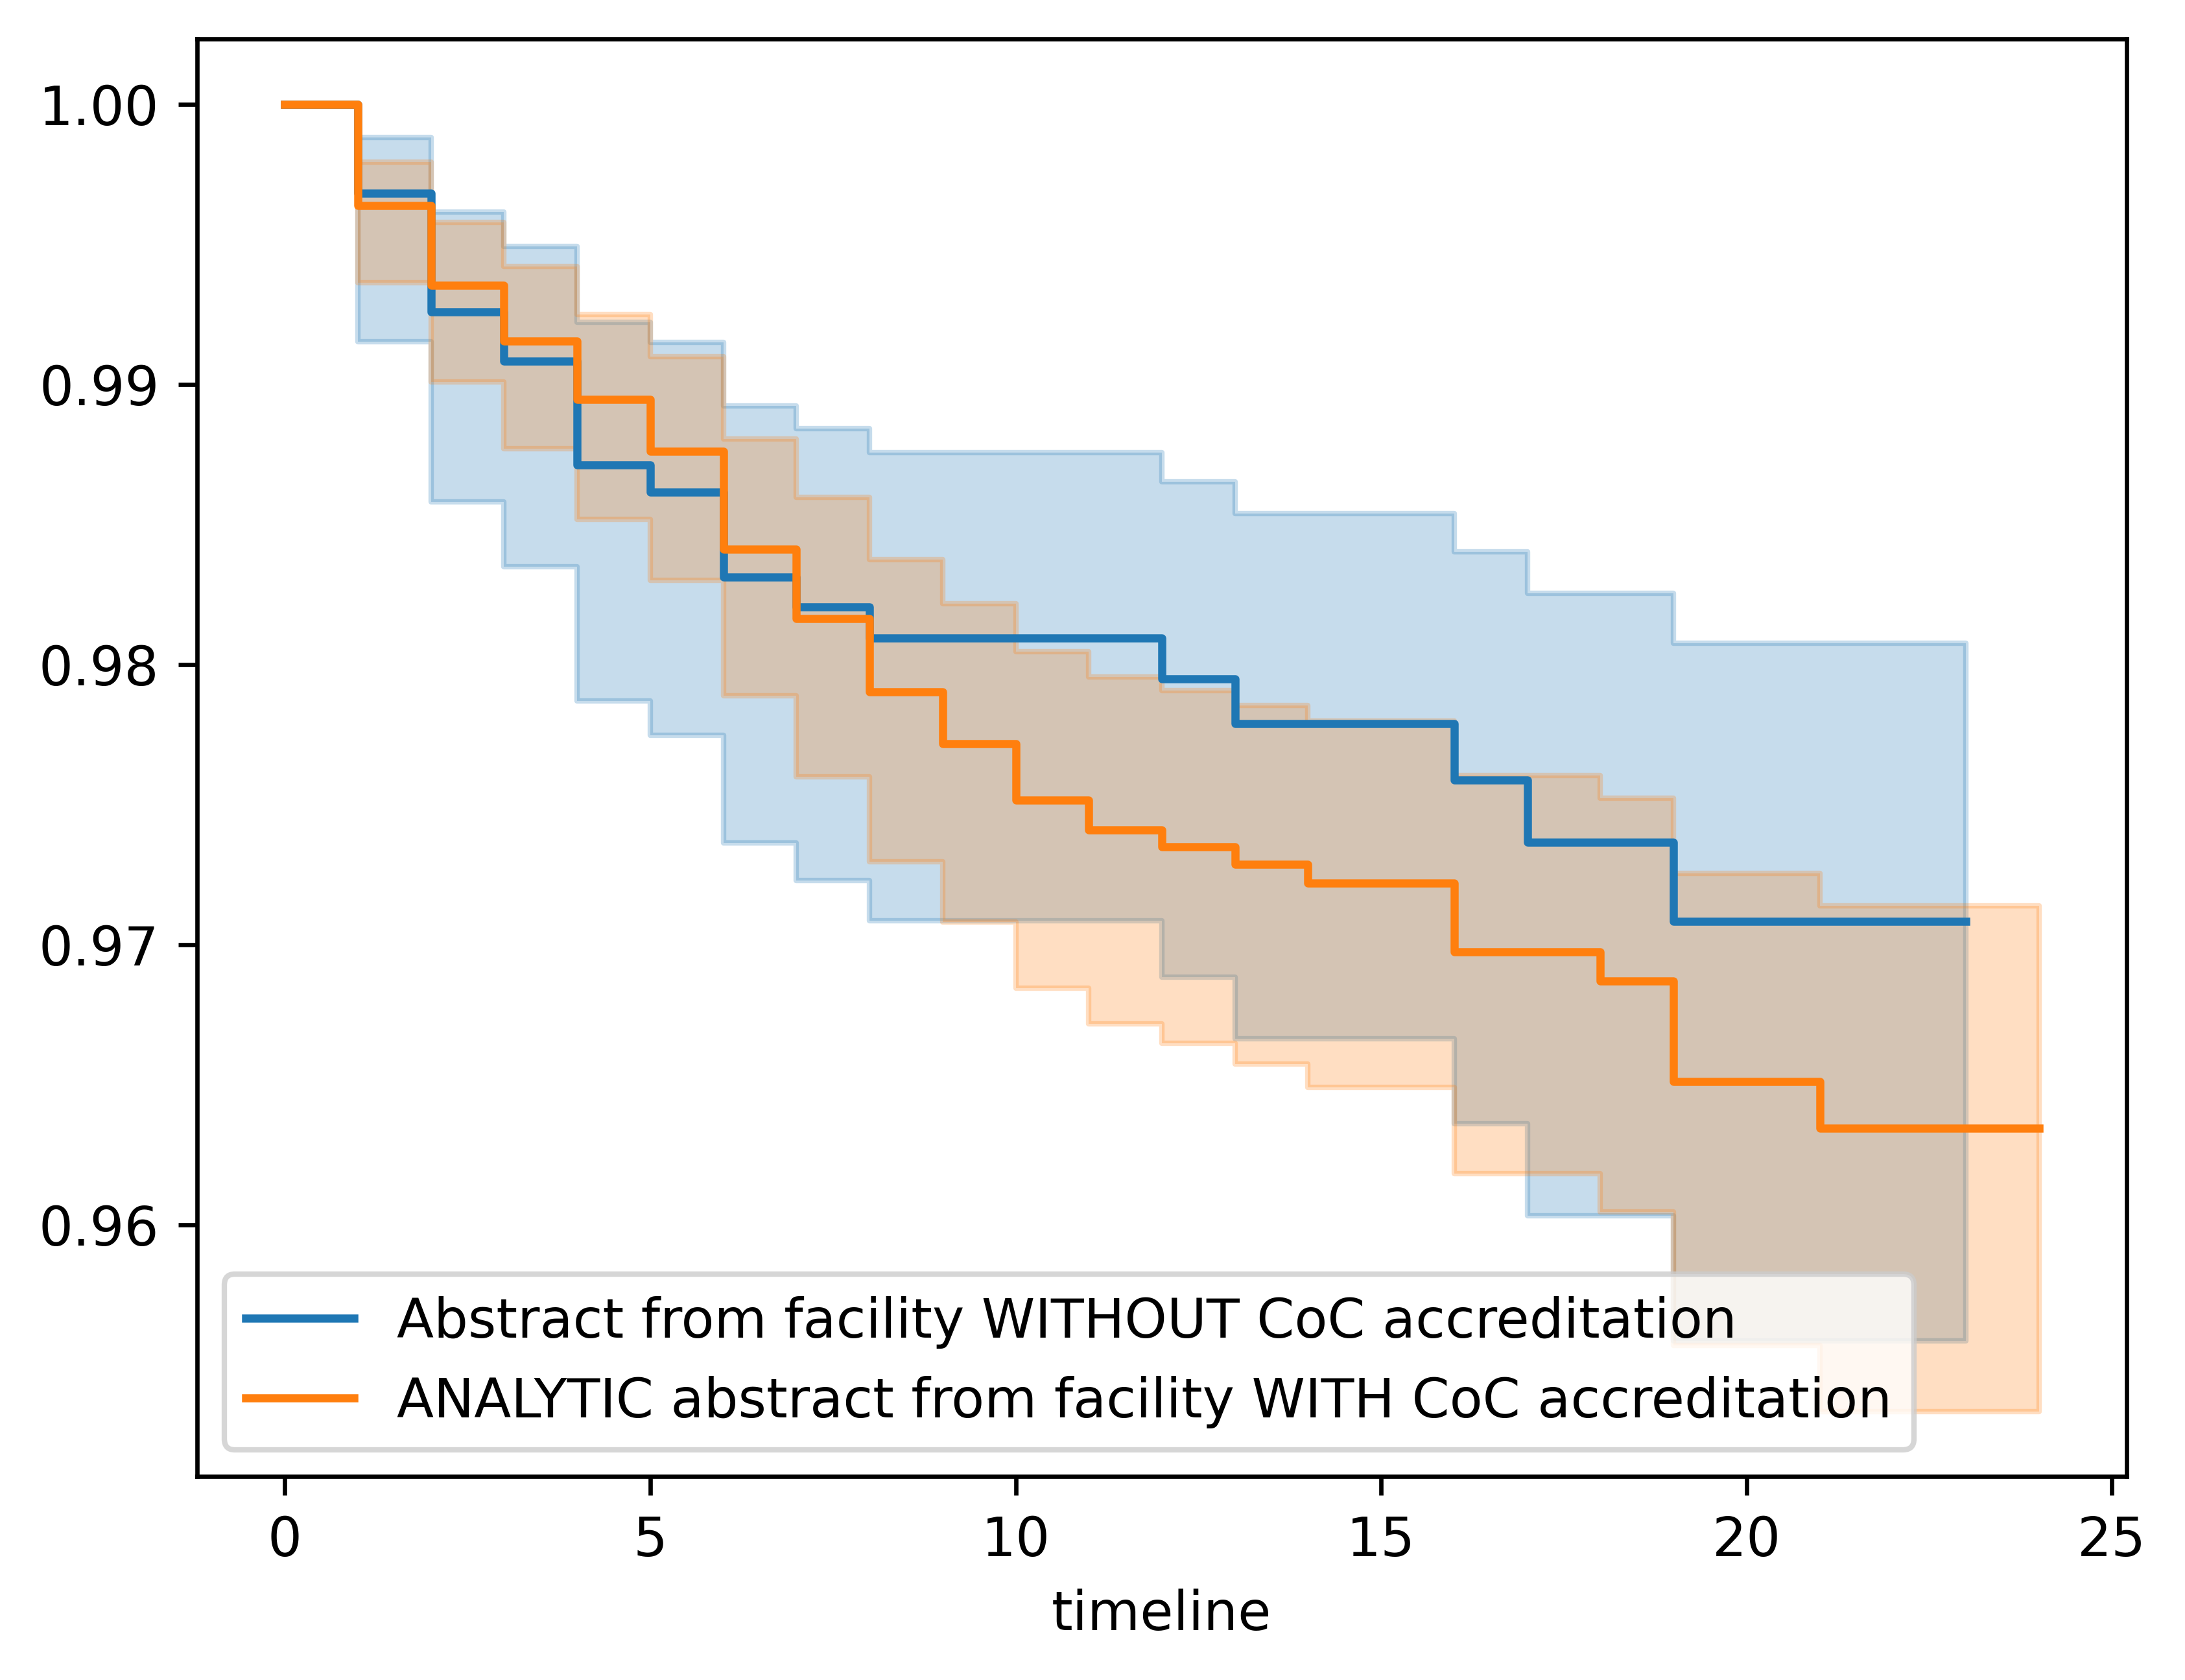 1.00
0.99
0.98
0.97
0.96
Abstract from facility WITHOUT CoC accreditation
ANALYTIC abstract from facility WITH CoC accreditation
0 5 10 15 20 25
timeline